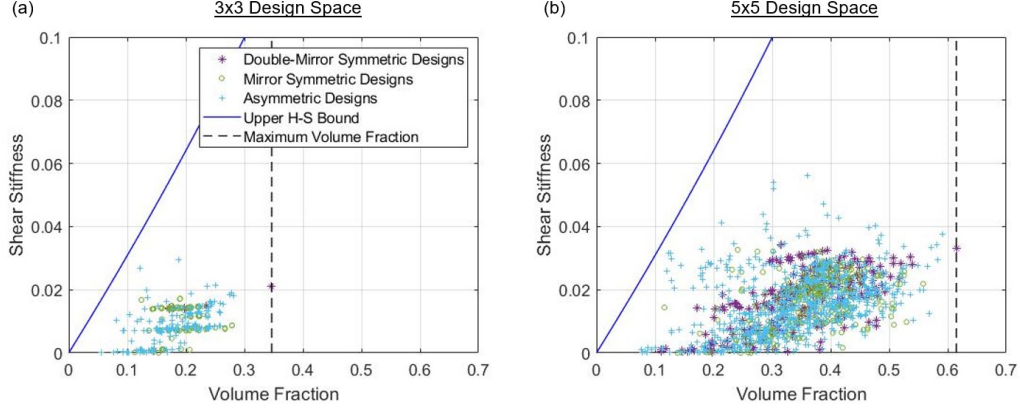 (a)
3x3 Design Space
0.1
0.08
0.06
0.04
0.02
0
Shear Stiffness
Double-Mirror Symmetric Designs
Mirror Symmetric Designs
Asymmetric Designs
Upper H-S Bound
Maximum Volume Fraction
0 0.1 0.2 0.3 0.4 0.5 0.6 0.7
Volume Fraction
(b)
5x5 Design Space
0.1
0.08
0.06
0.04
0.02
0
Shear Stiffness
0 0.1 0.2 0.3 0.4 0.5 0.6 0.7
Volume Fraction